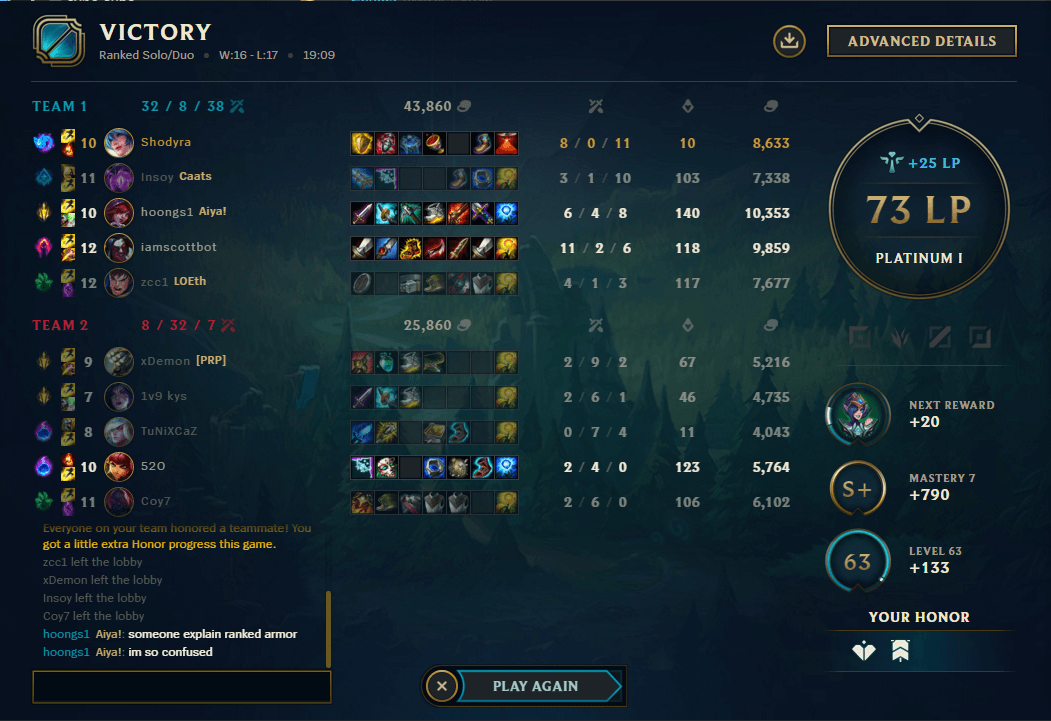 VICTORY
Ranked Solo/Duo • W:16 - L:17 • 19:09
ADVANCED DETAILS
TEAM 1 32 / 8 / 38 43,860
10 Shodyra 8 / 0 / 11 10 8,633
11 Insoy Caats 3 / 1 / 10 103 7,338
10 hoongs1 Aiya! 6 / 4 / 8 140 10,353
12 iamscottbot 11 / 2 / 6 118 9,859
12 zcc1 LOEth 4 / 1 / 3 117 7,677
TEAM 2 8 / 32 / 7 25,860
9 xDemon [PRP] 2 / 9 / 2 67 5,216
7 1v9 kys 2 / 6 / 1 46 4,735
8 TuNiXCaZ 0 / 7 / 4 11 4,043
10 520 2 / 4 / 0 123 5,764
11 Coy7 2 / 6 / 0 106 6,102
+25 LP
73 LP
PLATINUM I
NEXT REWARD
+20
S+
MASTERY 7
+790
63
LEVEL 63
+133
YOUR HONOR
Everyone on your team honored a teammate! You
got a little extra Honor progress this game.
zcc1 left the lobby
xDemon left the lobby
Insoy left the lobby
Coy7 left the lobby
hoongs1 Aiya!: someone explain ranked armor
hoongs1 Aiya!: im so confused
PLAY AGAIN